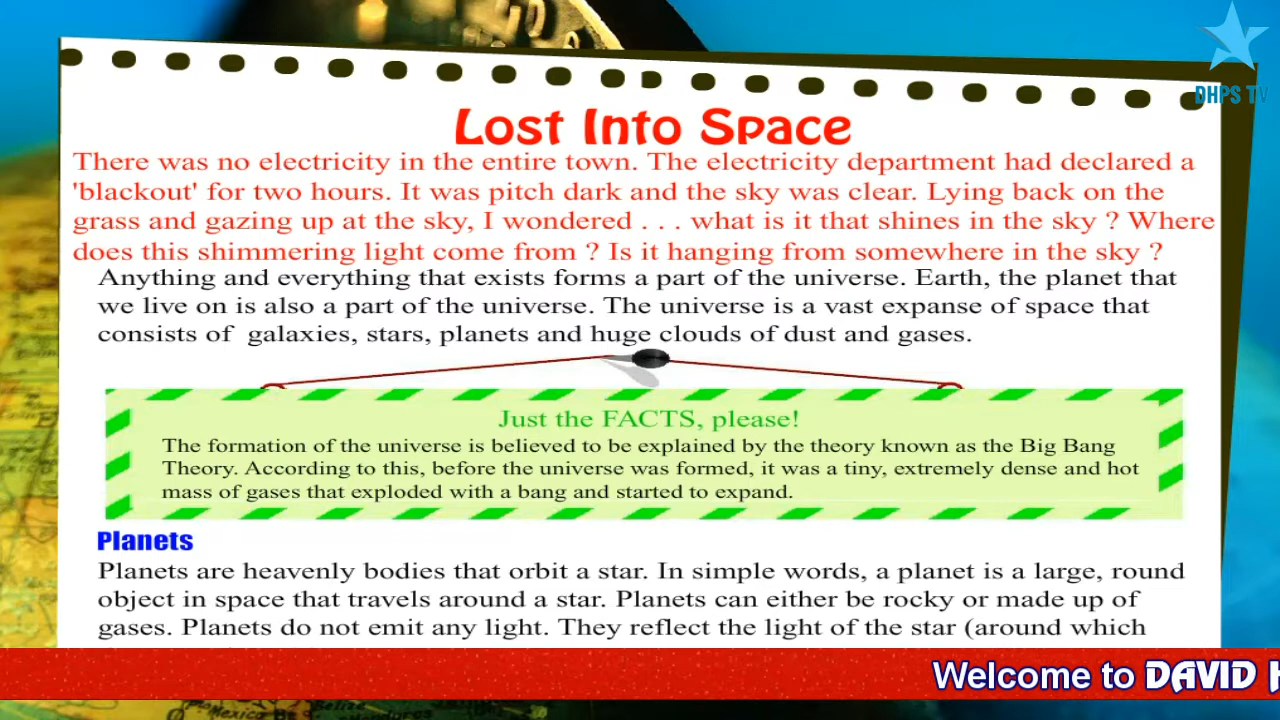 DHPS TV
Lost Into Space
There was no electricity in the entire town. The electricity department had declared a
'blackout' for two hours. It was pitch dark and the sky was clear. Lying back on the
grass and gazing up at the sky, I wondered . . . what is it that shines in the sky ? Where
does this shimmering light come from ? Is it hanging from somewhere in the sky ?
Anything and everything that exists forms a part of the universe. Earth, the planet that
we live on is also a part of the universe. The universe is a vast expanse of space that
consists of galaxies, stars, planets and huge clouds of dust and gases.
Just the FACTS, please!
The formation of the universe is believed to be explained by the theory known as the Big Bang
Theory. According to this, before the universe was formed, it was a tiny, extremely dense and hot
mass of gases that exploded with a bang and started to expand.
Planets
Planets are heavenly bodies that orbit a star. In simple words, a planet is a large, round
object in space that travels around a star. Planets can either be rocky or made up of
gases. Planets do not emit any light. They reflect the light of the star (around which
Welcome to DAVID
Mexico Belize
Honduras